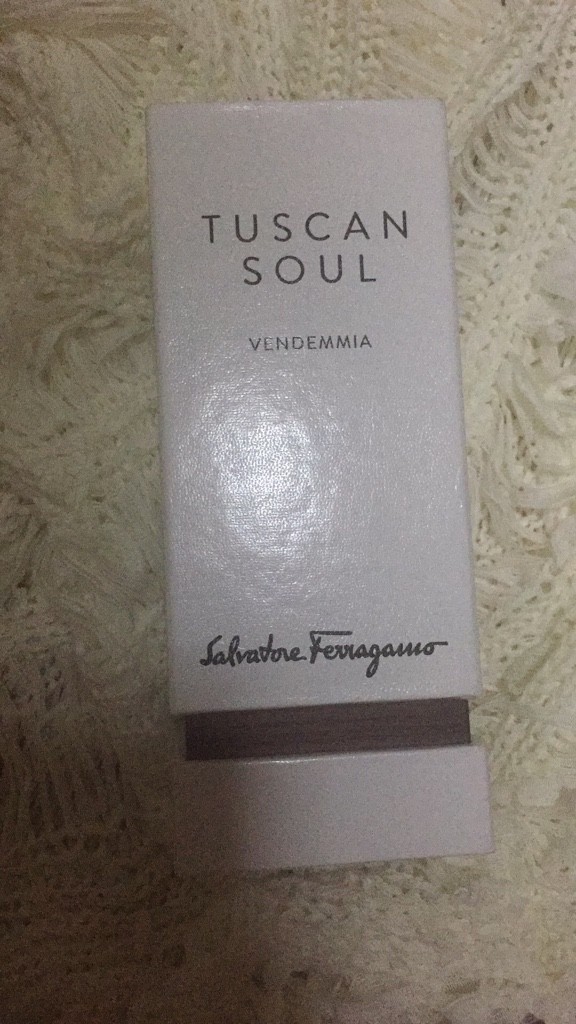 TUSCAN
SOUL
VENDEMMIA
Salvatore Ferragamo